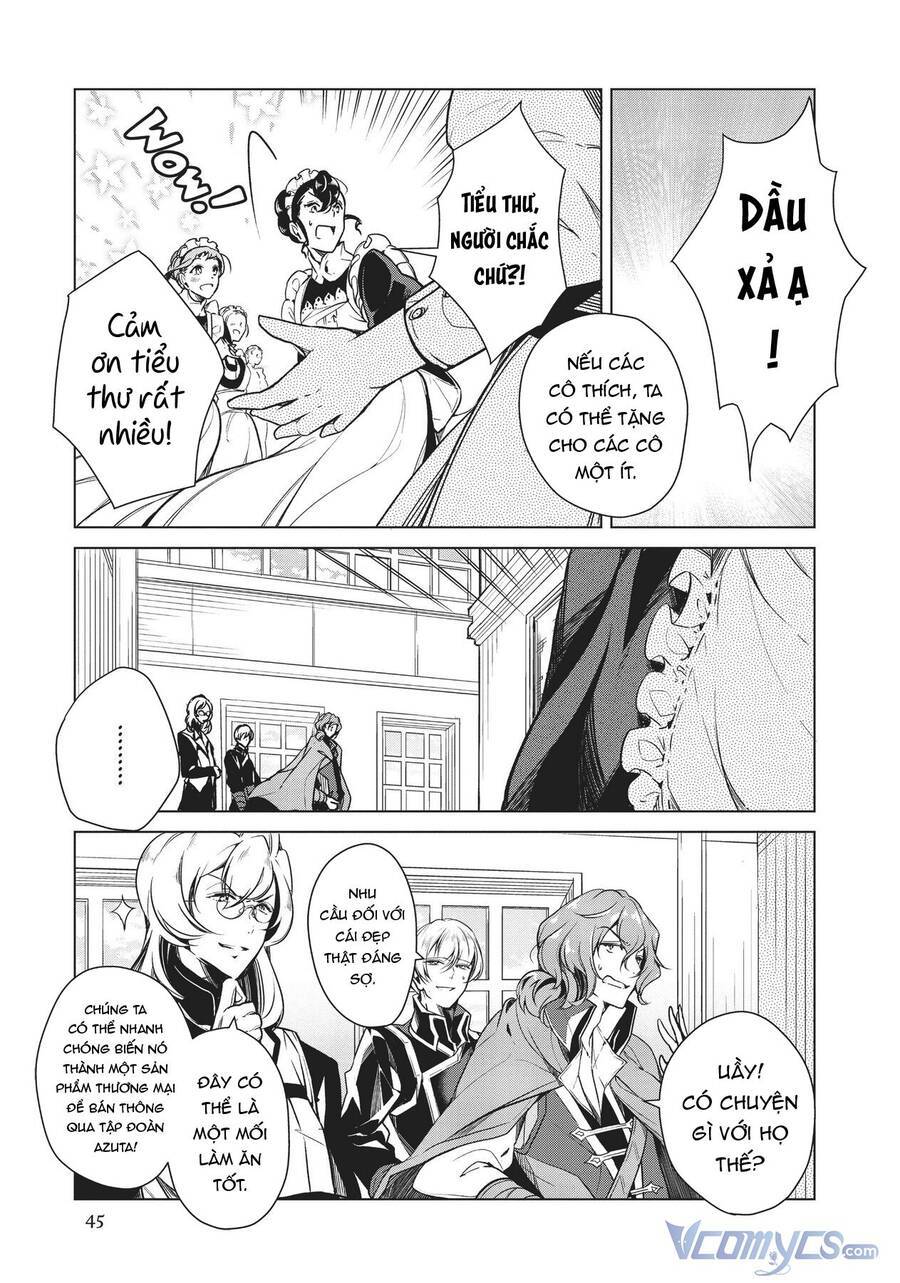 DẦU
XẢ Ạ
!
NẾU CÁC
CÔ THÍCH, TA
CÓ THỂ TẶNG
CHO CÁC CÔ
MỘT ÍT.
TIỂU THƯ,
NGƯỜI CHẮC
CHỨ?!
WOW!
Cảm
ơn tiểu
thư rất
nhiều!
........
UẦY!
CÓ CHUYỆN
GÌ VỚI HỌ
THẾ?
NHU
CẦU ĐỐI VỚI
CÁI ĐẸP
THẬT ĐÁNG
SỢ.
ĐÂY CÓ
THỂ LÀ
MỘT MỐI
LÀM ĂN
TỐT.
CHÚNG TA
CÓ THỂ NHANH
CHÓNG BIẾN NÓ
THÀNH MỘT SẢN
PHẨM THƯƠNG MẠI
ĐỂ BÁN THÔNG
QUA TẬP ĐOÀN
AZUTA!
45
Vcomycs.com